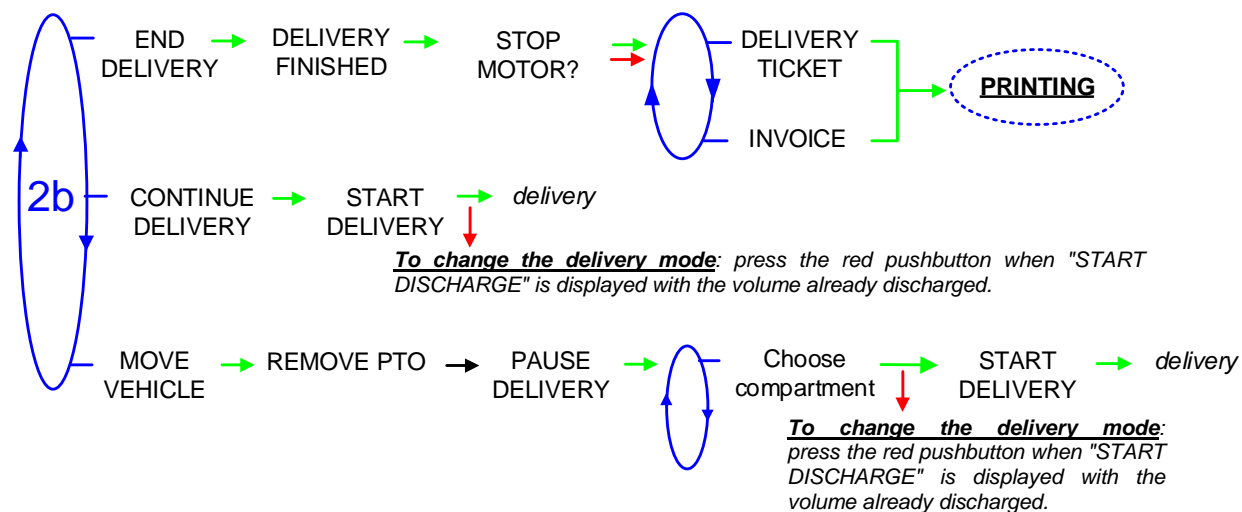 END
DELIVERY
DELIVERY
FINISHED
STOP
MOTOR?
DELIVERY
TICKET
INVOICE
PRINTING
2b
CONTINUE
DELIVERY
START
DELIVERY
delivery
To change the delivery mode: press the red pushbutton when "START
DISCHARGE" is displayed with the volume already discharged.
MOVE
VEHICLE
REMOVE PTO
PAUSE
DELIVERY
Choose
compartment
START
DELIVERY
delivery
To change the delivery mode:
press the red pushbutton when "START
DISCHARGE" is displayed with the
volume already discharged.